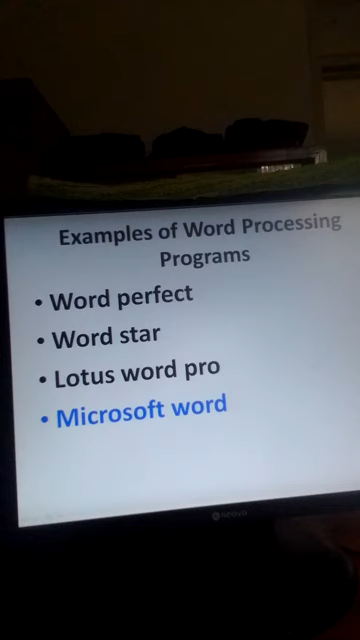 Examples of Word Processing
Programs
• Word perfect
• Word star
• Lotus word pro
• Microsoft word